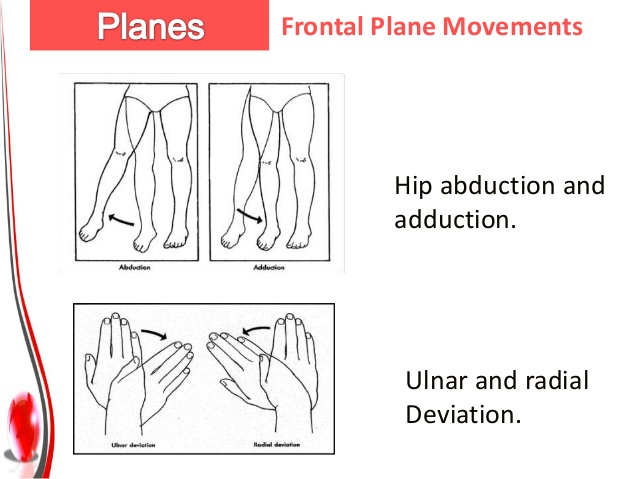 Planes
Frontal Plane Movements
Abduction
Adduction
Hip abduction and
adduction.
Ulnar deviation
Radial deviation
Ulnar and radial
Deviation.